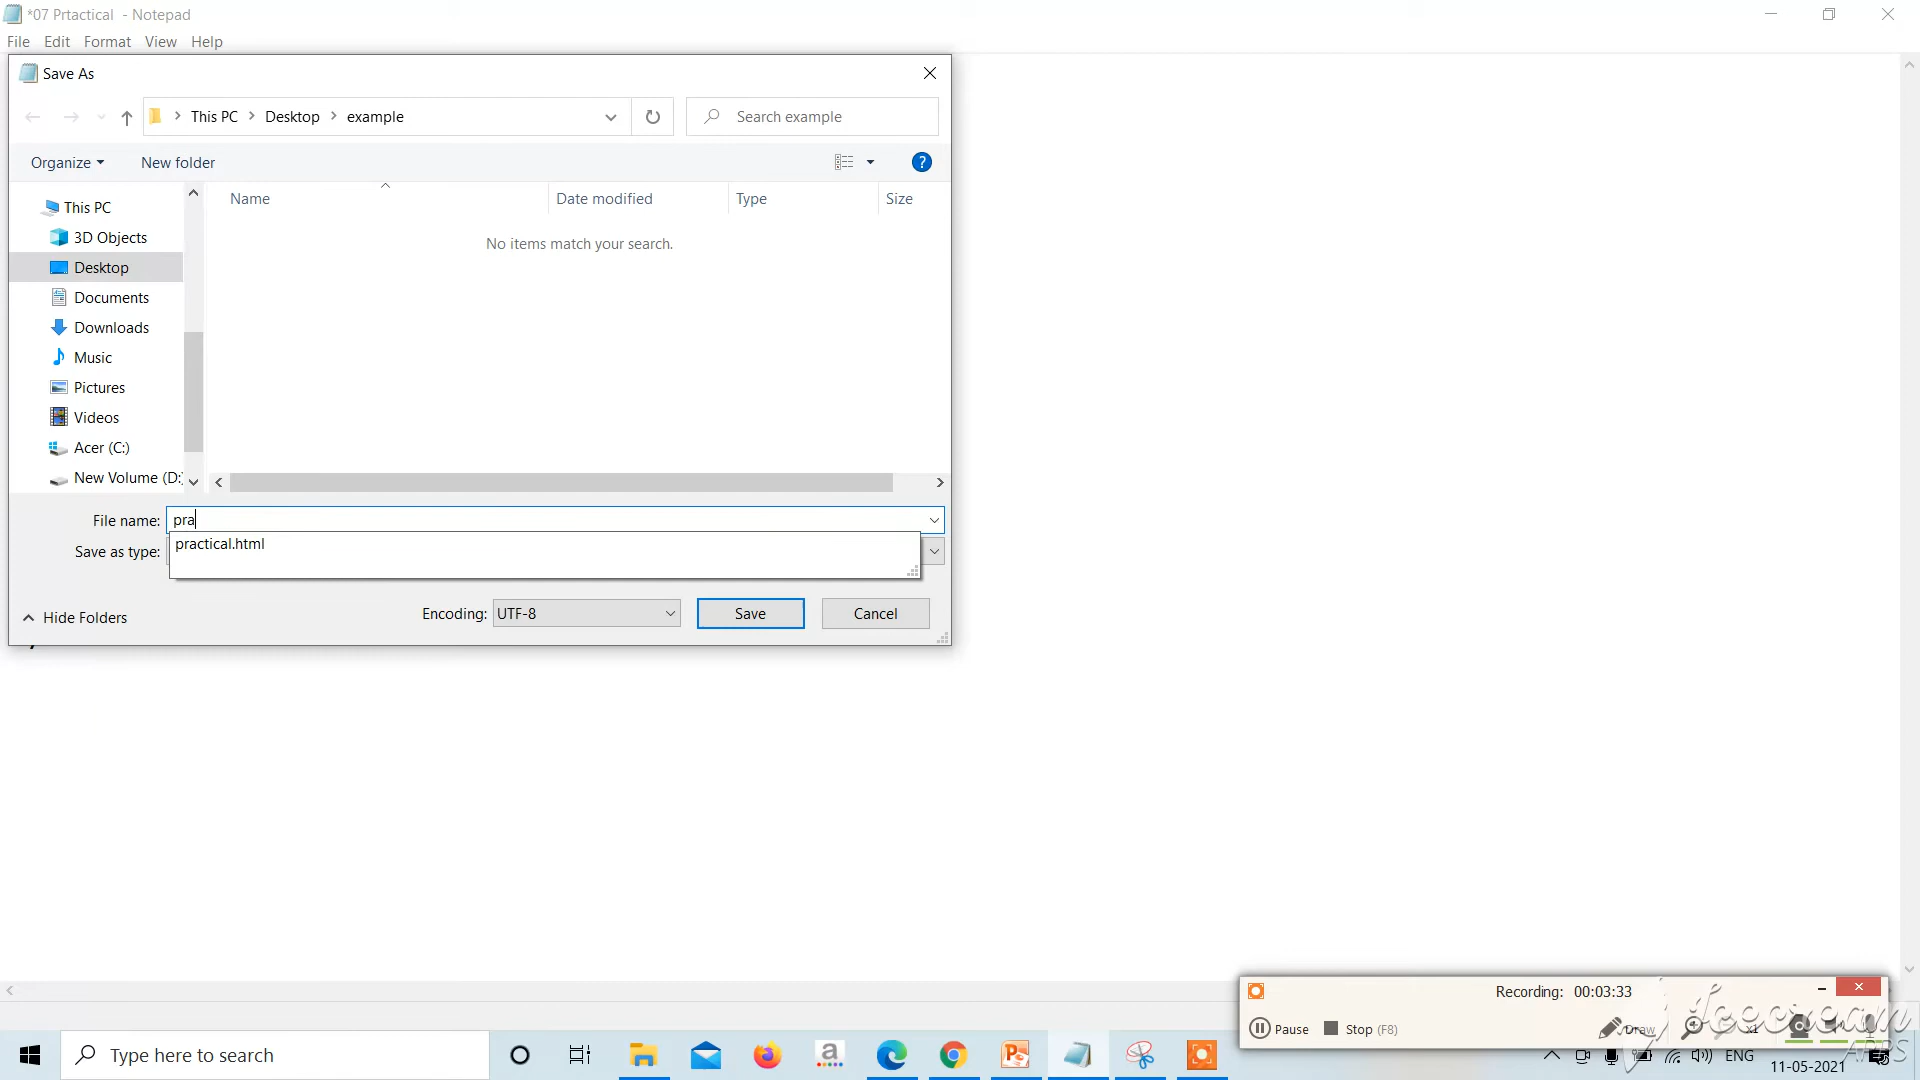 *07 Prtactical - Notepad
File Edit Format View Help
Save As
This PC Desktop example
Search example
Organize New folder
?
This PC
3D Objects
Desktop
Documents
Downloads
Music
Pictures
Videos
Acer (C:)
New Volume (D:)
Name Date modified Type Size
No items match your search.
File name: pra
practical.html
Save as type:
Hide Folders
Encoding: UTF-8
Save Cancel
Recording: 00:03:33
Pause Stop (F8) Draw x1
Icecream
APPS
Type here to search
ENG
11-05-2021